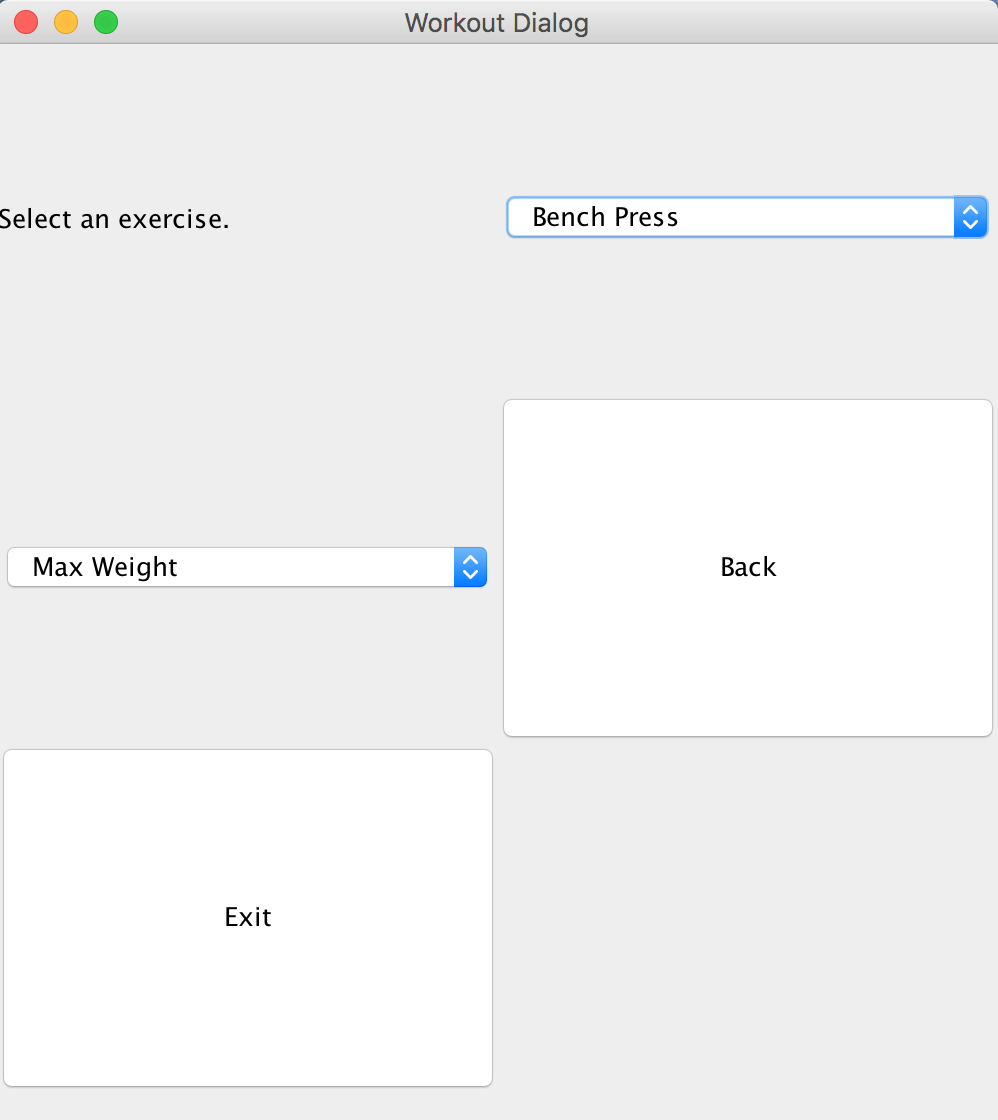 Workout Dialog
Select an exercise.
Bench Press
Max Weight
Back
Exit